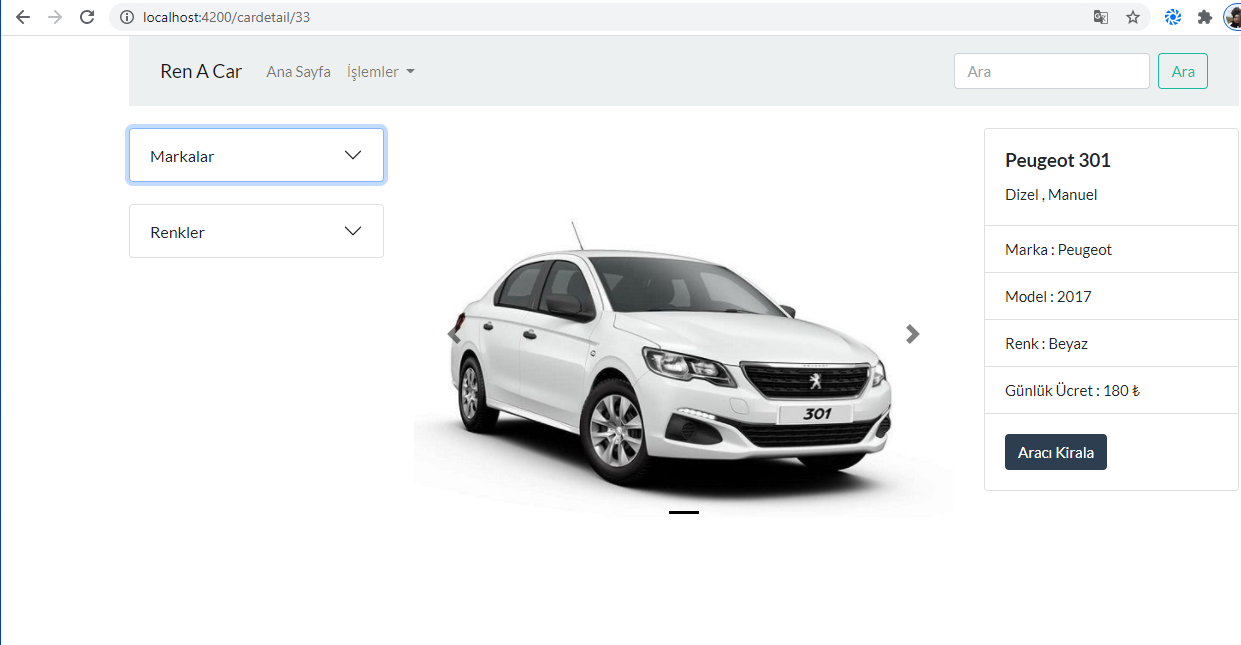 localhost:4200/cardetail/33
Ren A Car
Ana Sayfa
İşlemler
Ara
Ara
Markalar
Renkler
301
Peugeot 301
Dizel , Manuel
Marka : Peugeot
Model : 2017
Renk : Beyaz
Günlük Ücret : 180 ₺
Aracı Kirala